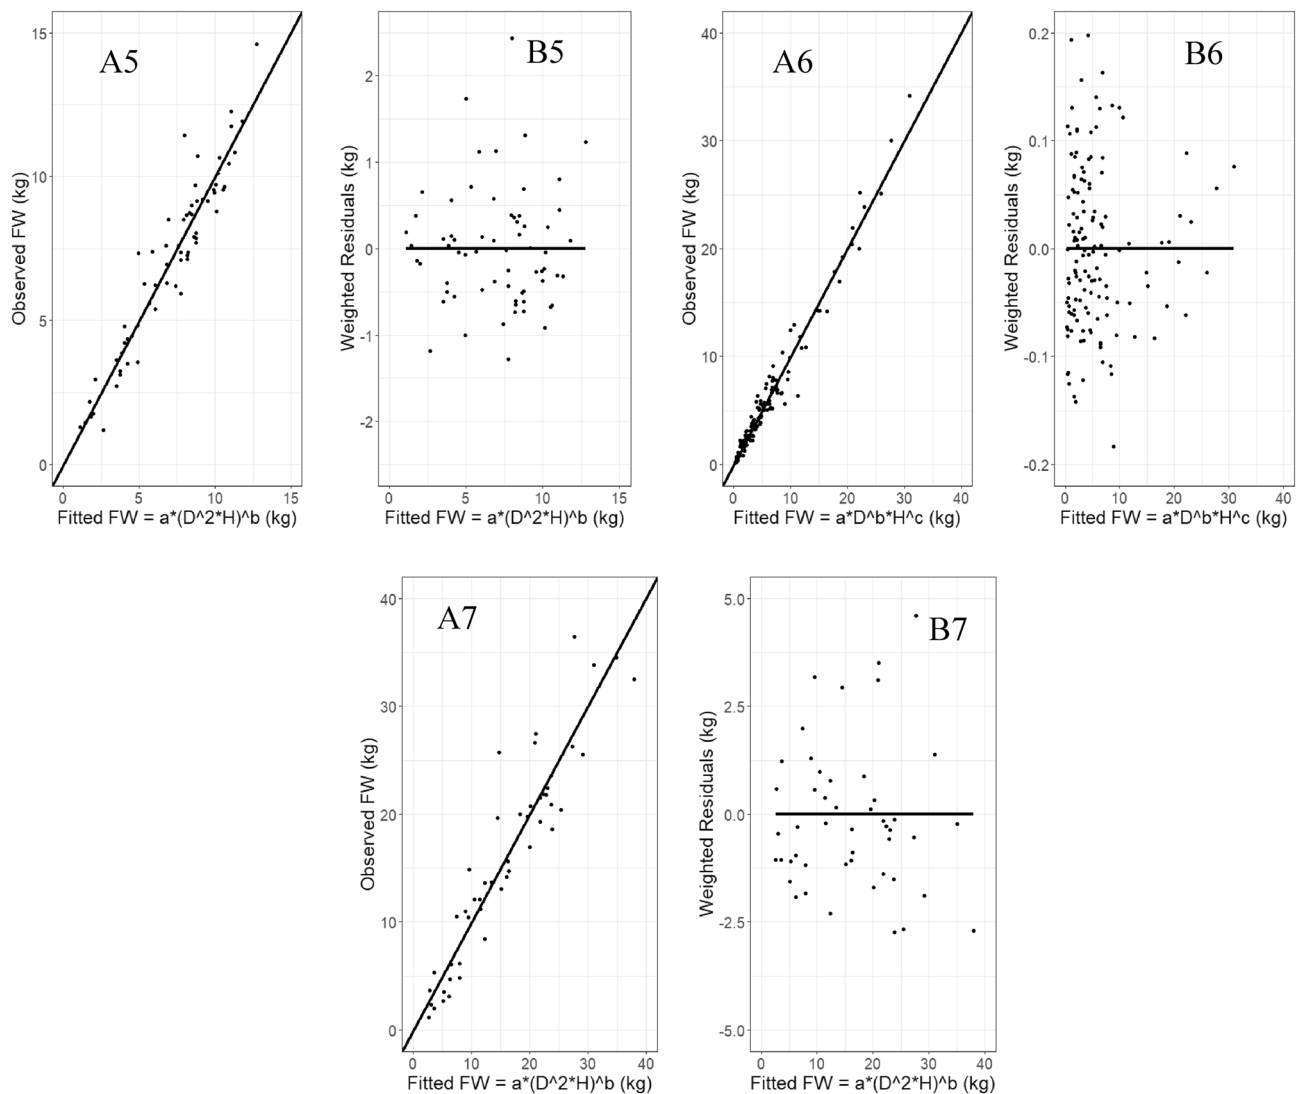 A5
Observed FW (kg)
15
10
5
0
0 5 10 15
Fitted FW = a*(D^2*H)^b (kg)
B5
Weighted Residuals (kg)
2
1
0
-1
-2
0 5 10 15
Fitted FW = a*(D^2*H)^b (kg)
A6
Observed FW (kg)
40
30
20
10
0
0 10 20 30 40
Fitted FW = a*D^b*H^c (kg)
B6
Weighted Residuals (kg)
0.2
0.1
0.0
-0.1
-0.2
0 10 20 30 40
Fitted FW = a*D^b*H^c (kg)
A7
Observed FW (kg)
40
30
20
10
0
0 10 20 30 40
Fitted FW = a*(D^2*H)^b (kg)
B7
Weighted Residuals (kg)
5.0
2.5
0.0
-2.5
-5.0
0 10 20 30 40
Fitted FW = a*(D^2*H)^b (kg)